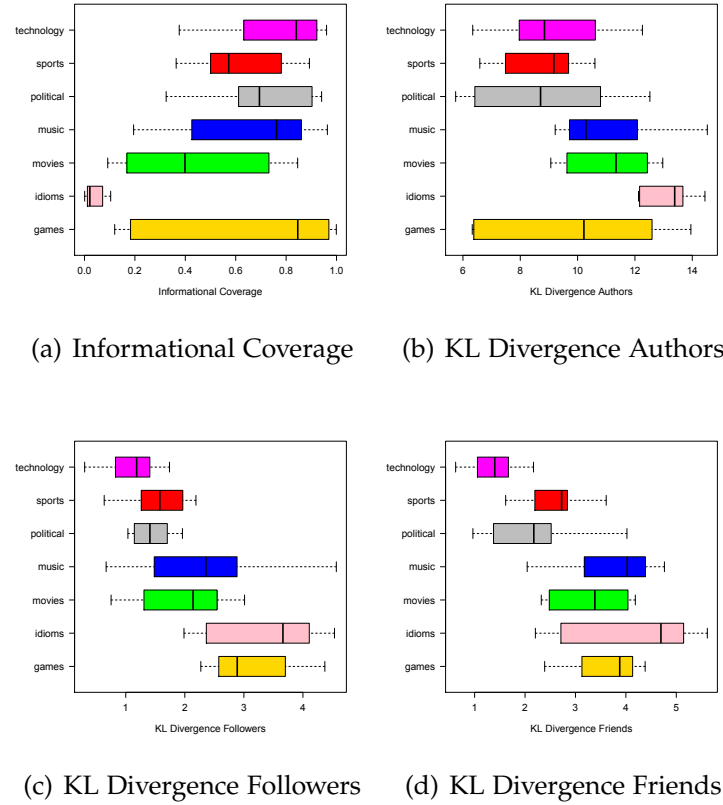 technology
sports
political
music
movies
idioms
games
0.0 0.2 0.4 0.6 0.8 1.0
Informational Coverage
(a) Informational Coverage
technology
sports
political
music
movies
idioms
games
6 8 10 12 14
KL Divergence Authors
(b) KL Divergence Authors
technology
sports
political
music
movies
idioms
games
1 2 3 4
KL Divergence Followers
(c) KL Divergence Followers
technology
sports
political
music
movies
idioms
games
1 2 3 4 5
KL Divergence Friends
(d) KL Divergence Friends